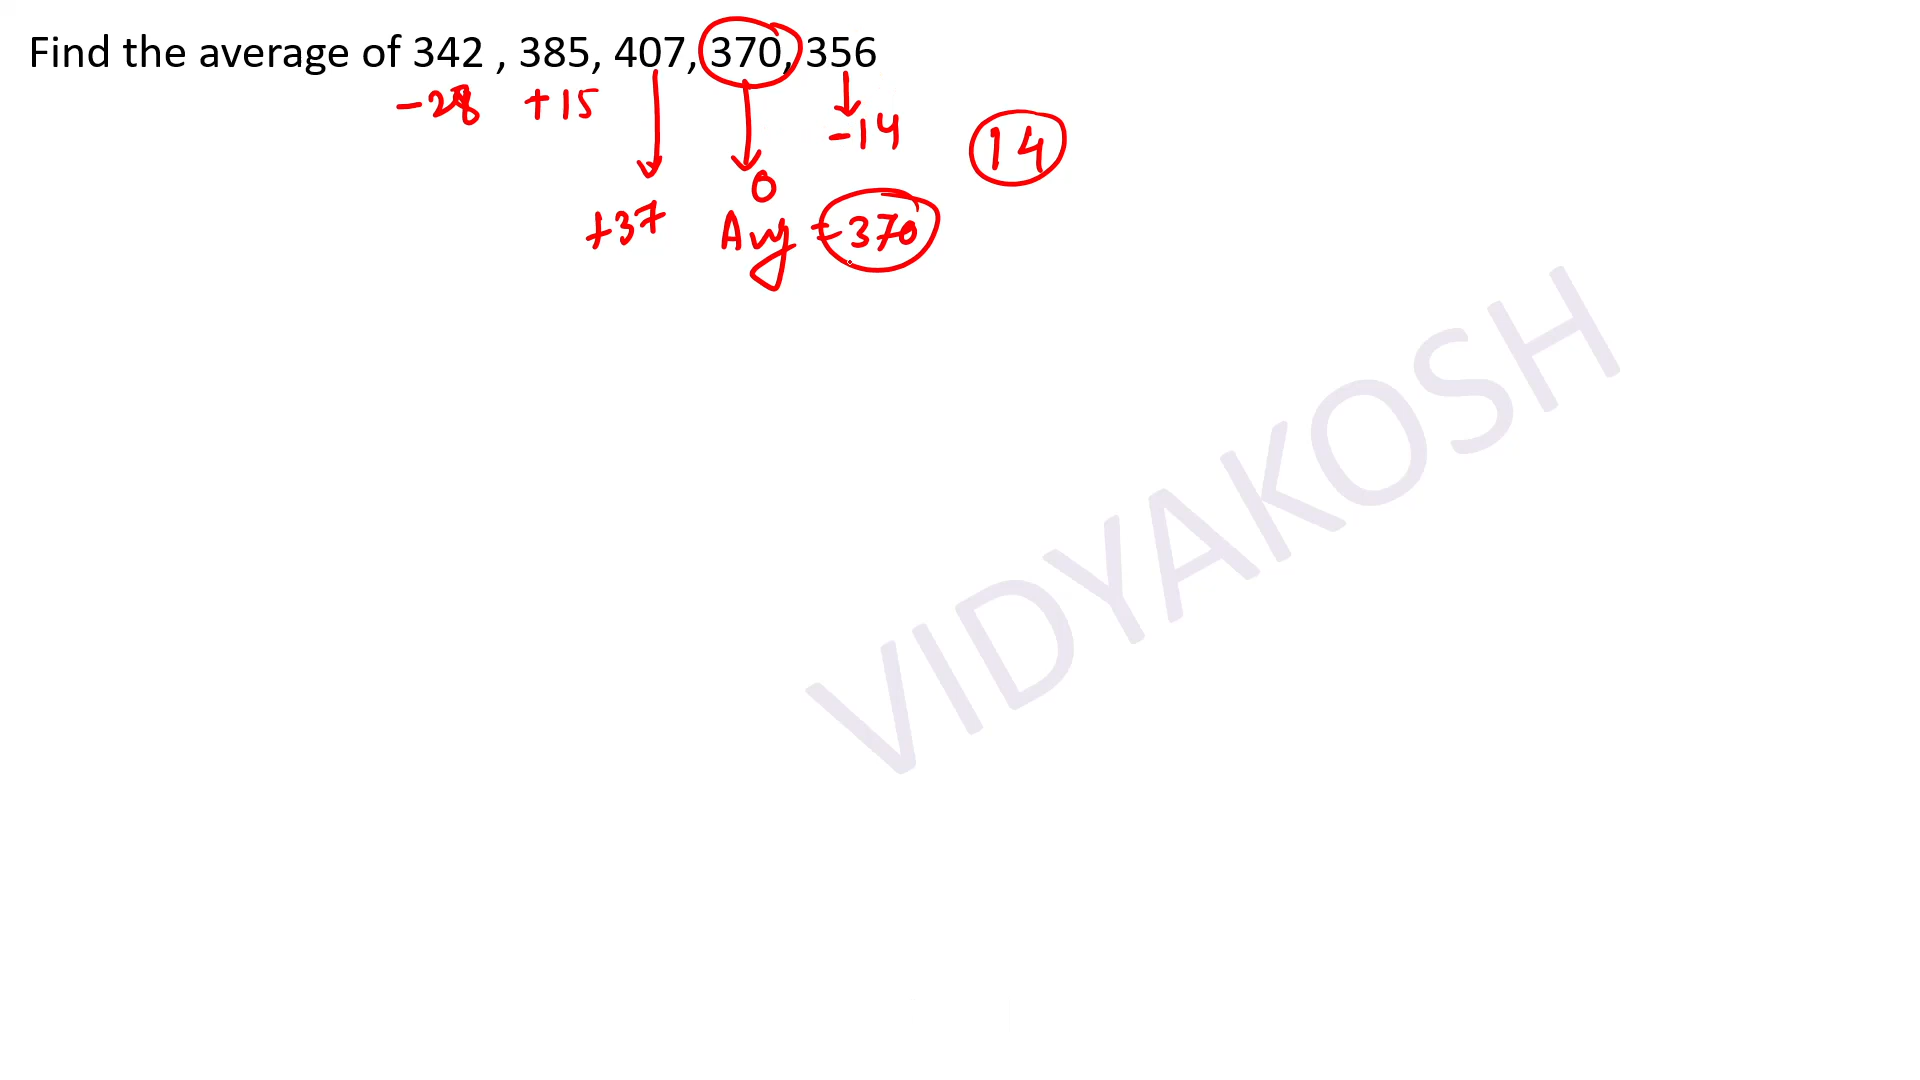 Find the average of 342 , 385, 407, 370, 356
-28 +15
-14
14
0
+37
Avg = 370
VIDYAKOSH